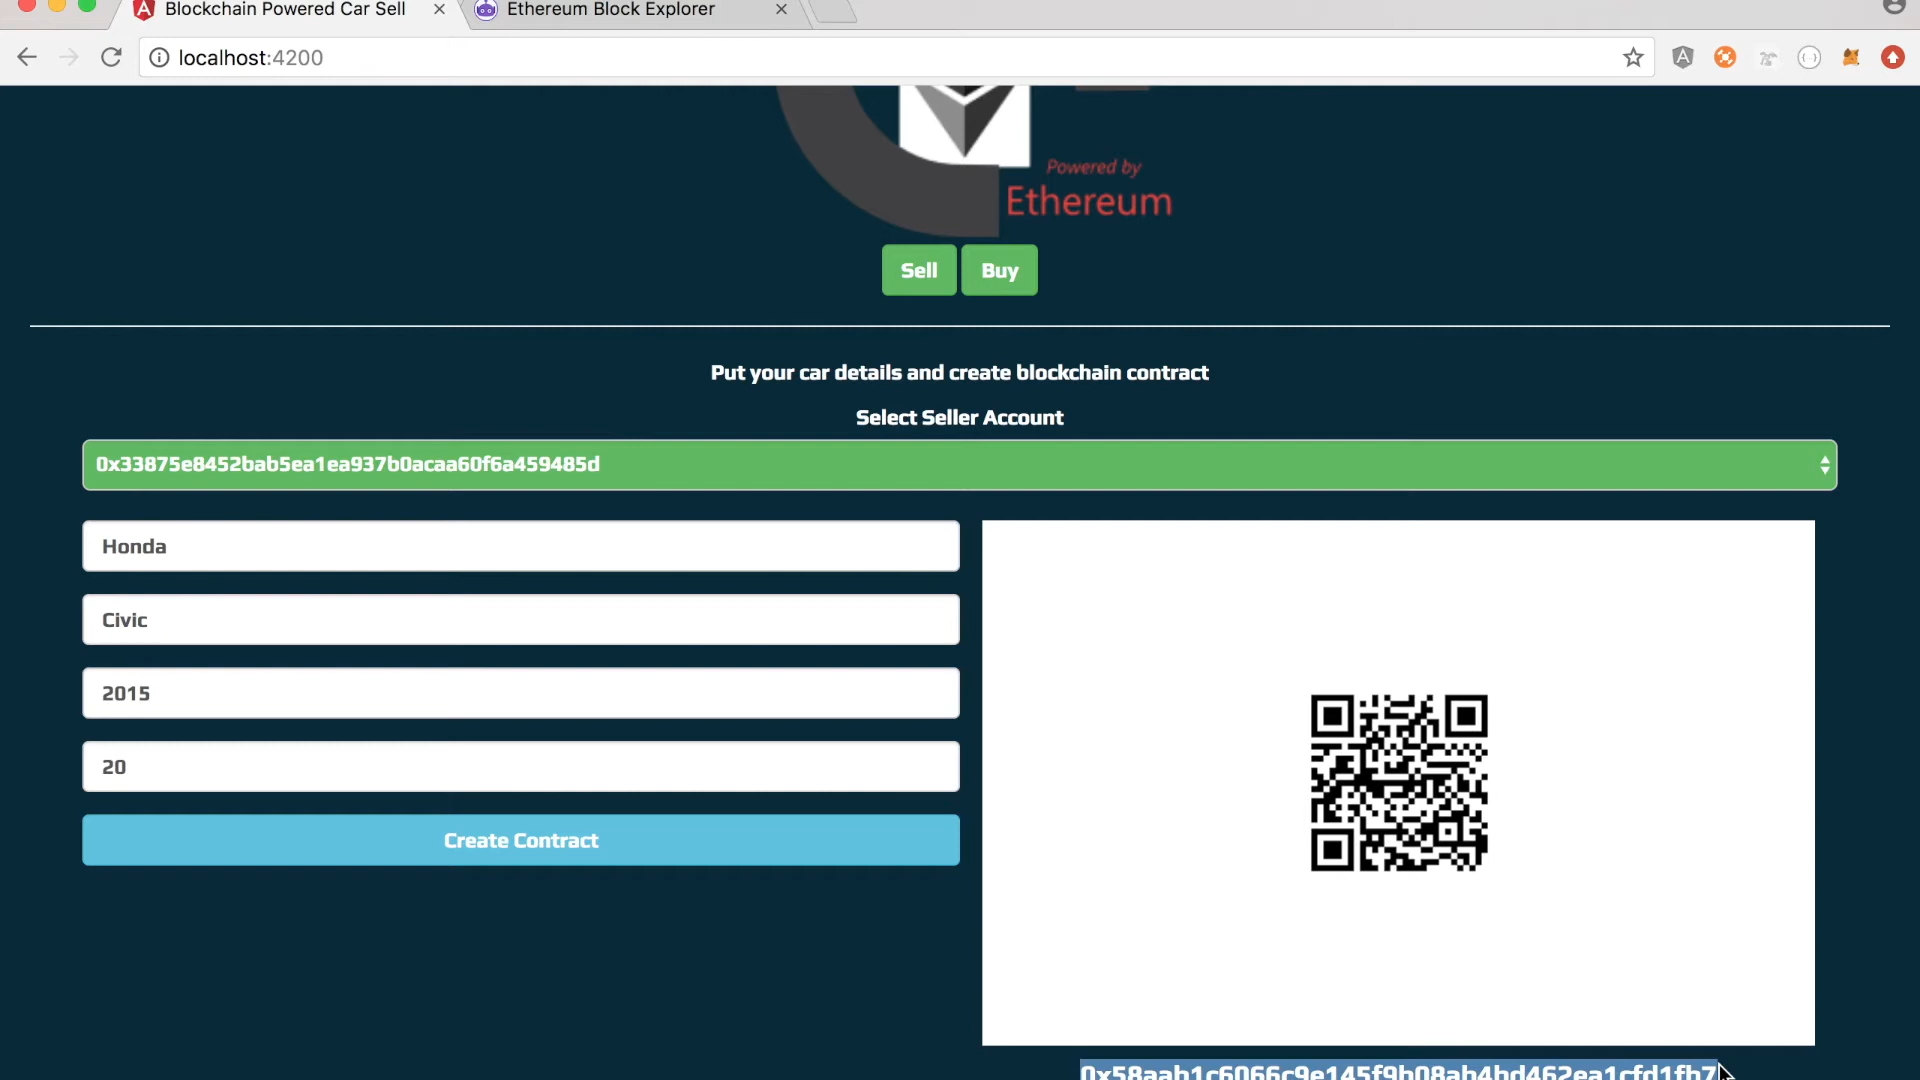 Blockchain Powered Car Sell
Ethereum Block Explorer
localhost:4200
Powered by
Ethereum
Sell
Buy
Put your car details and create blockchain contract
Select Seller Account
0x33875e8452bab5ea1ea937b0acaa60f6a459485d
Honda
Civic
2015
20
Create Contract
0x58aab1c6066c9e145f9b08ab4bd462ea1cfd1fb7